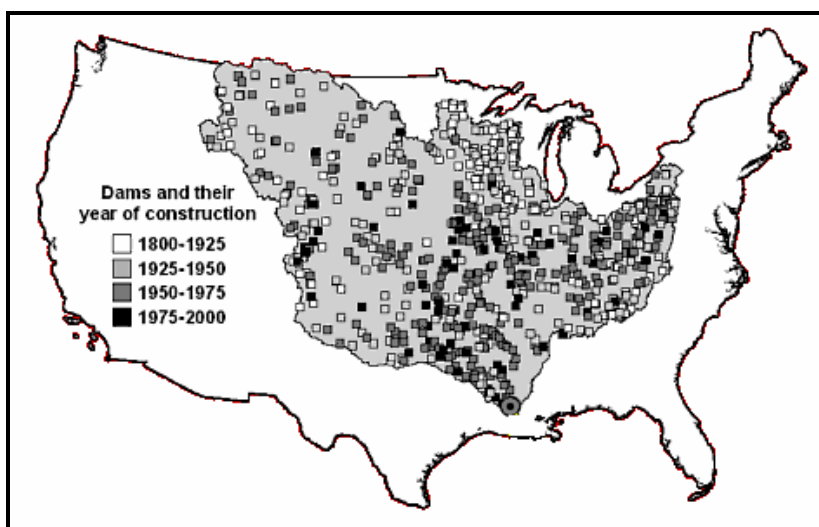 Dams and their
year of construction
1800-1925
1925-1950
1950-1975
1975-2000